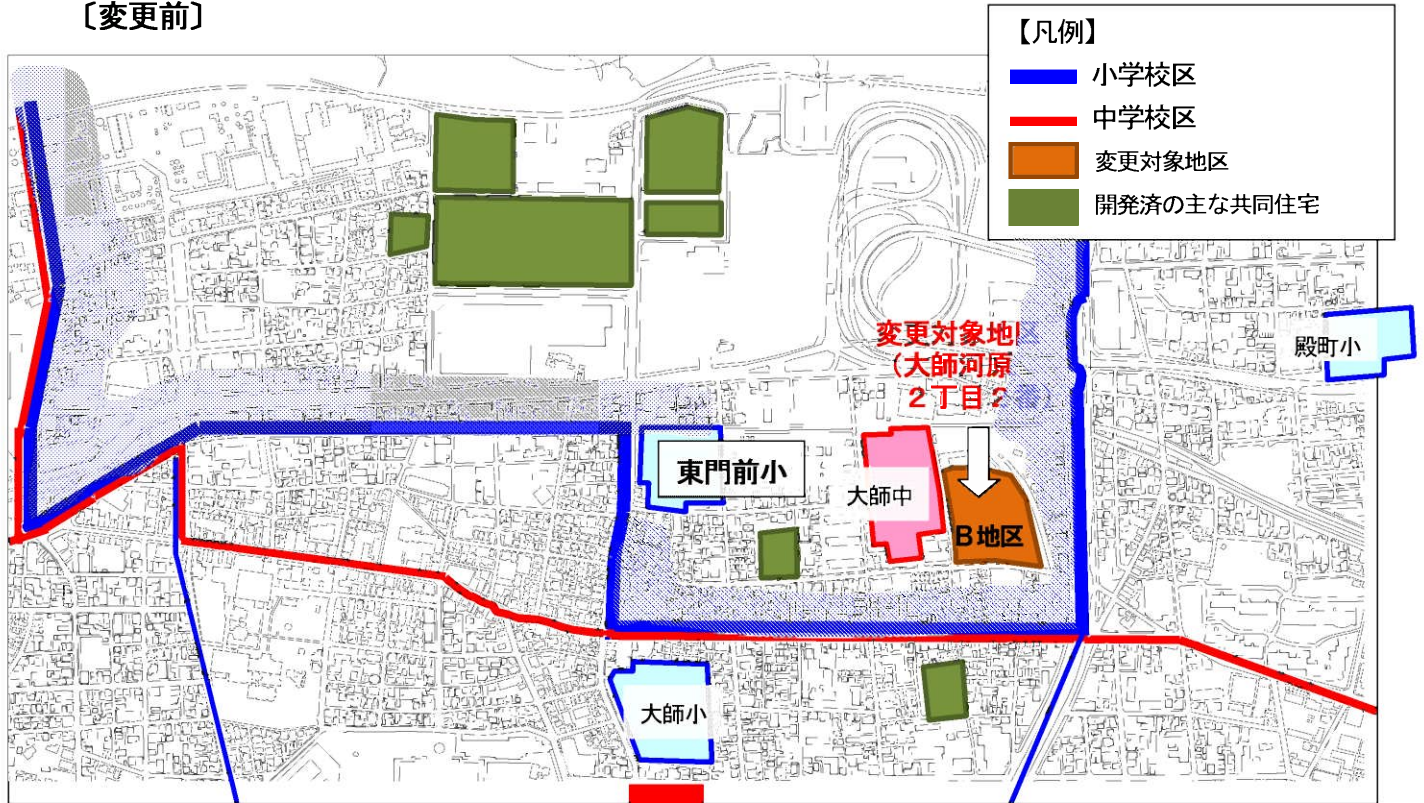 〔変更前〕
【凡例】
小学校区
中学校区
変更対象地区
開発済の主な共同住宅
変更対象地区
（大師河原
２丁目２番）
殿町小
東門前小
大師中
Ｂ地区
大師小